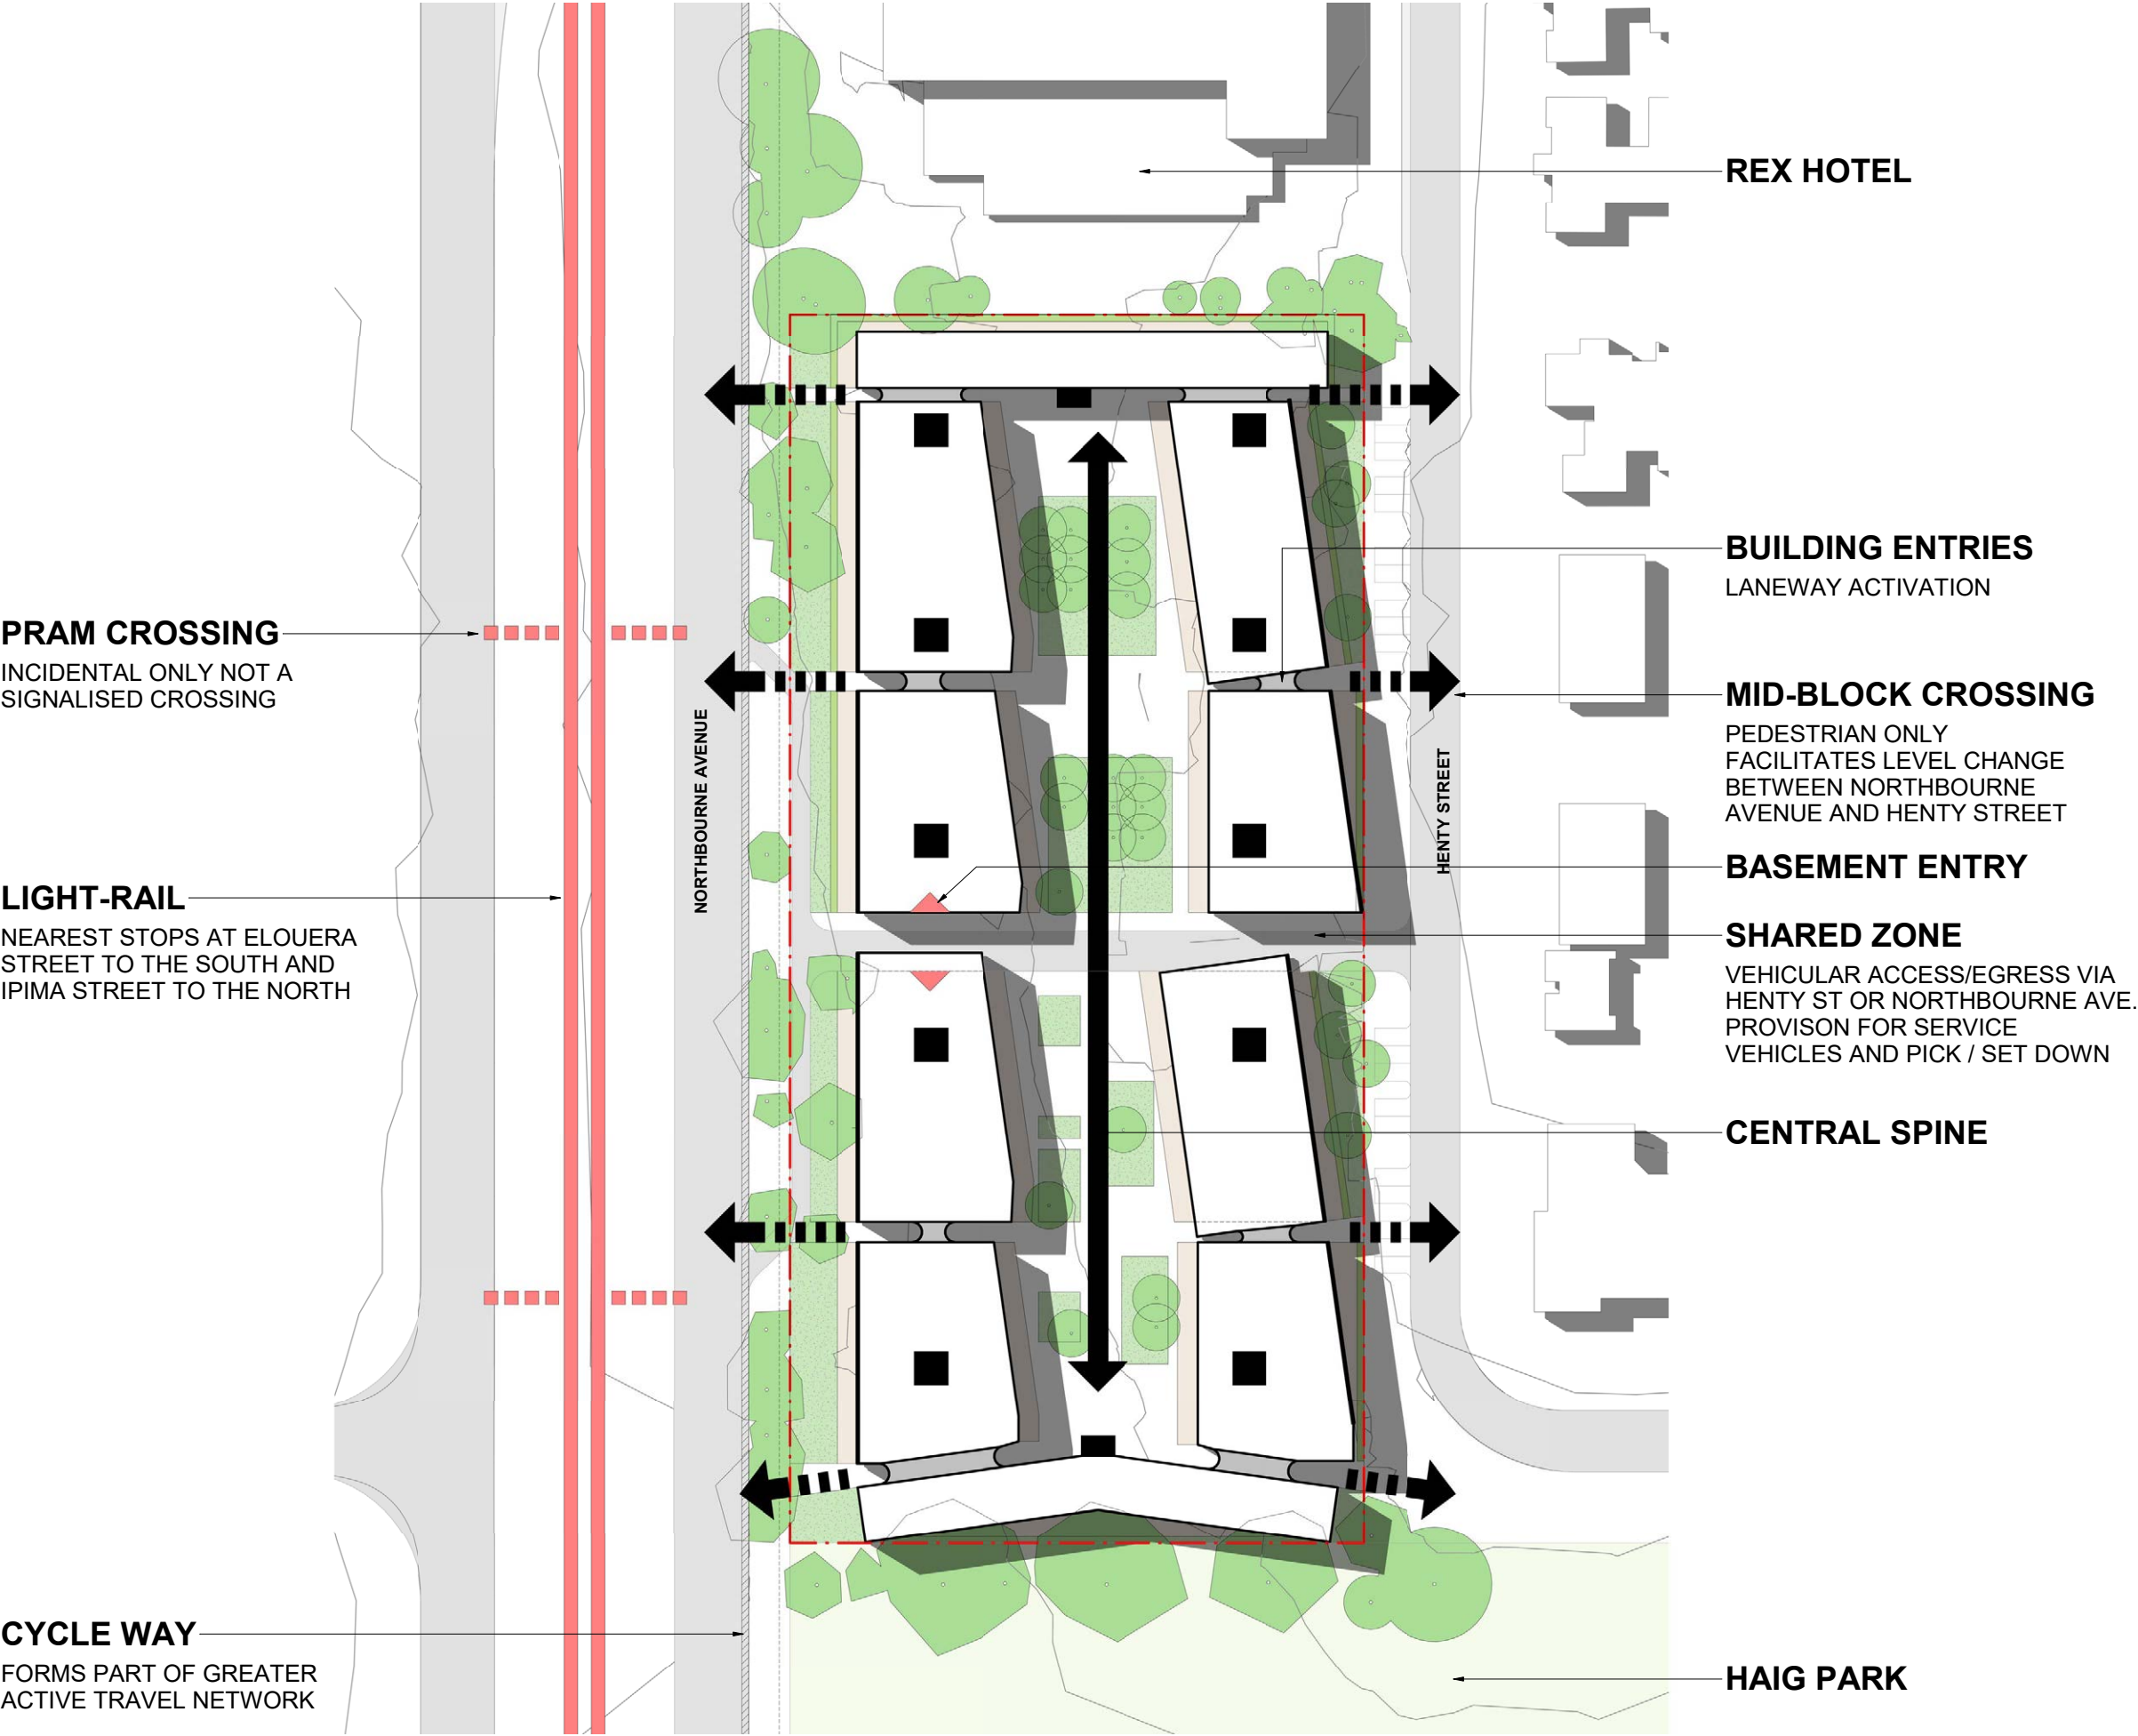 REX HOTEL
BUILDING ENTRIES
LANEWAY ACTIVATION
PRAM CROSSING
INCIDENTAL ONLY NOT A
SIGNALISED CROSSING
MID-BLOCK CROSSING
PEDESTRIAN ONLY
FACILITATES LEVEL CHANGE
BETWEEN NORTHBOURNE
AVENUE AND HENTY STREET
NORTHBOURNE AVENUE
HENTY STREET
BASEMENT ENTRY
LIGHT-RAIL
NEAREST STOPS AT ELOUERA
STREET TO THE SOUTH AND
IPIMA STREET TO THE NORTH
SHARED ZONE
VEHICULAR ACCESS/EGRESS VIA
HENTY ST OR NORTHBOURNE AVE.
PROVISON FOR SERVICE
VEHICLES AND PICK / SET DOWN
CENTRAL SPINE
CYCLE WAY
FORMS PART OF GREATER
ACTIVE TRAVEL NETWORK
HAIG PARK